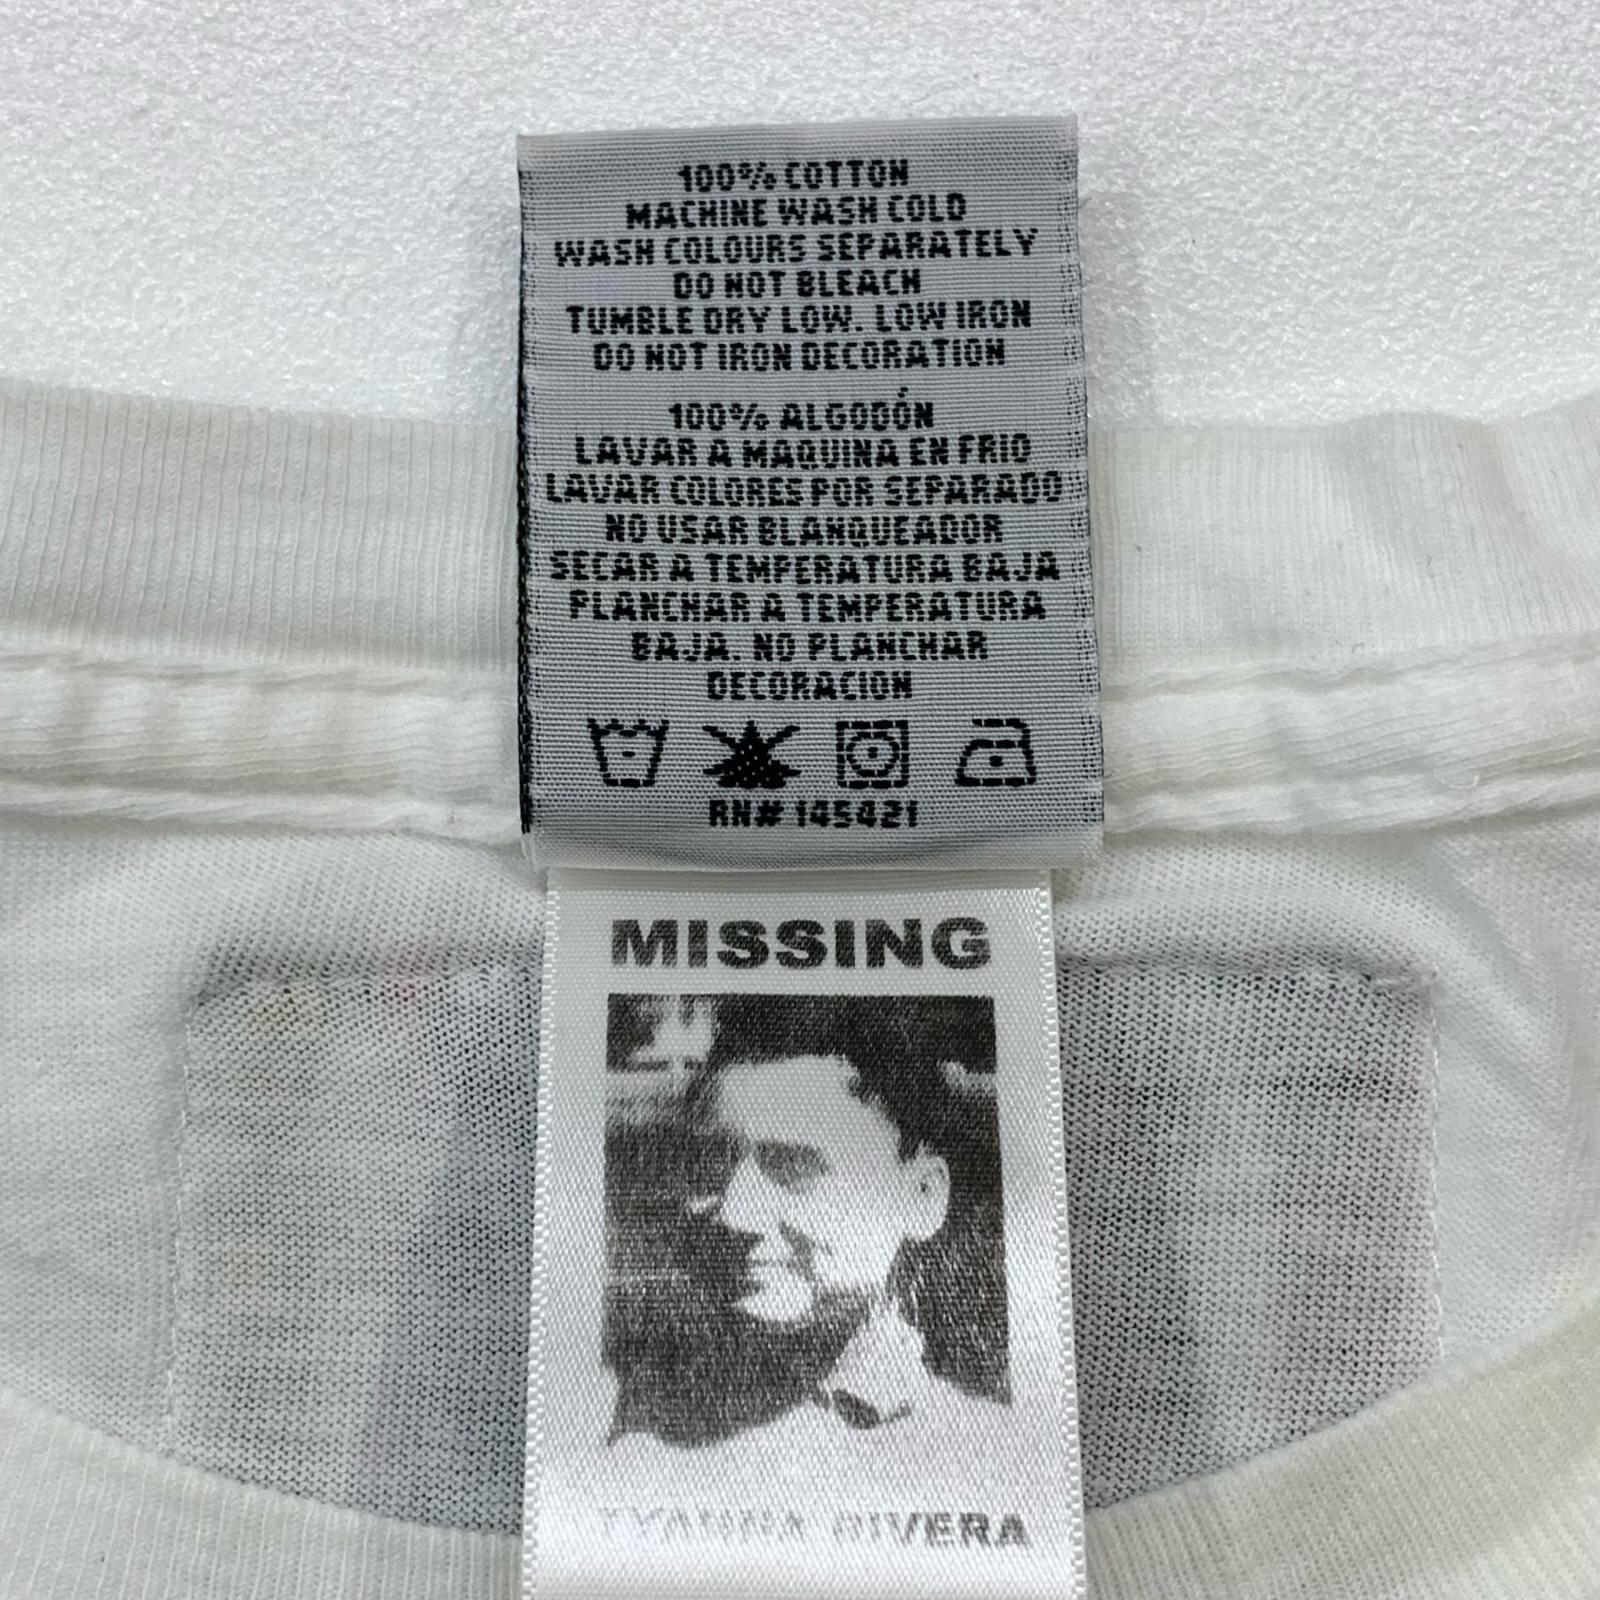 100% COTTON
MACHINE WASH COLD
WASH COLOURS SEPARATELY
DO NOT BLEACH
TUMBLE DRY LOW. LOW IRON
DO NOT IRON DECORATION
100% ALGODÓN
LAVAR A MAQUINA EN FRIO
LAVAR COLORES POR SEPARADO
NO USAR BLANQUEADOR
SECAR A TEMPERATURA BAJA
PLANCHAR A TEMPERATURA
BAJA. NO PLANCHAR
DECORACION
RN# 145421
MISSING
RIVERA